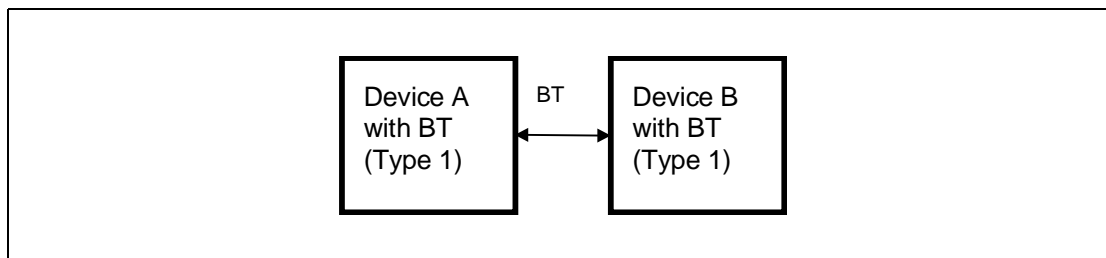 Device A
with BT
(Type 1)
BT
Device B
with BT
(Type 1)